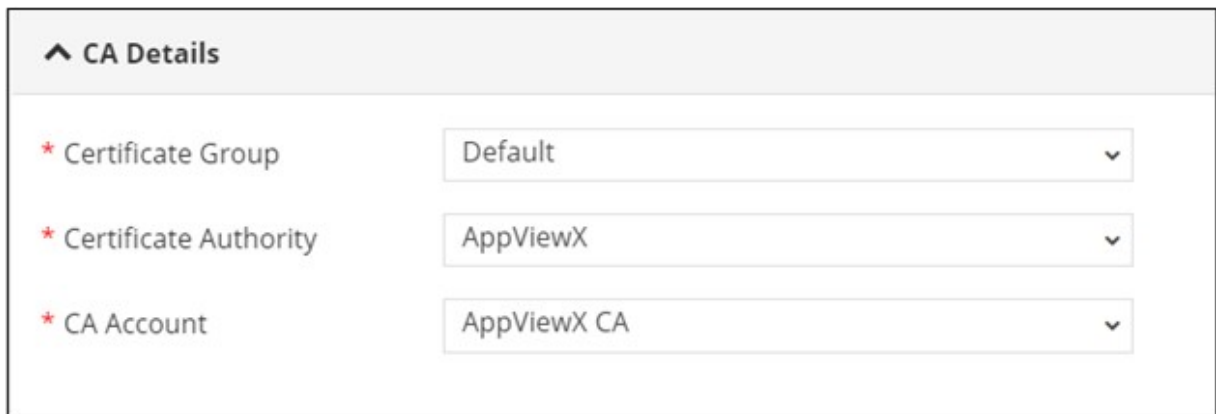 CA Details
* Certificate Group Default
* Certificate Authority AppViewX
* CA Account AppViewX CA